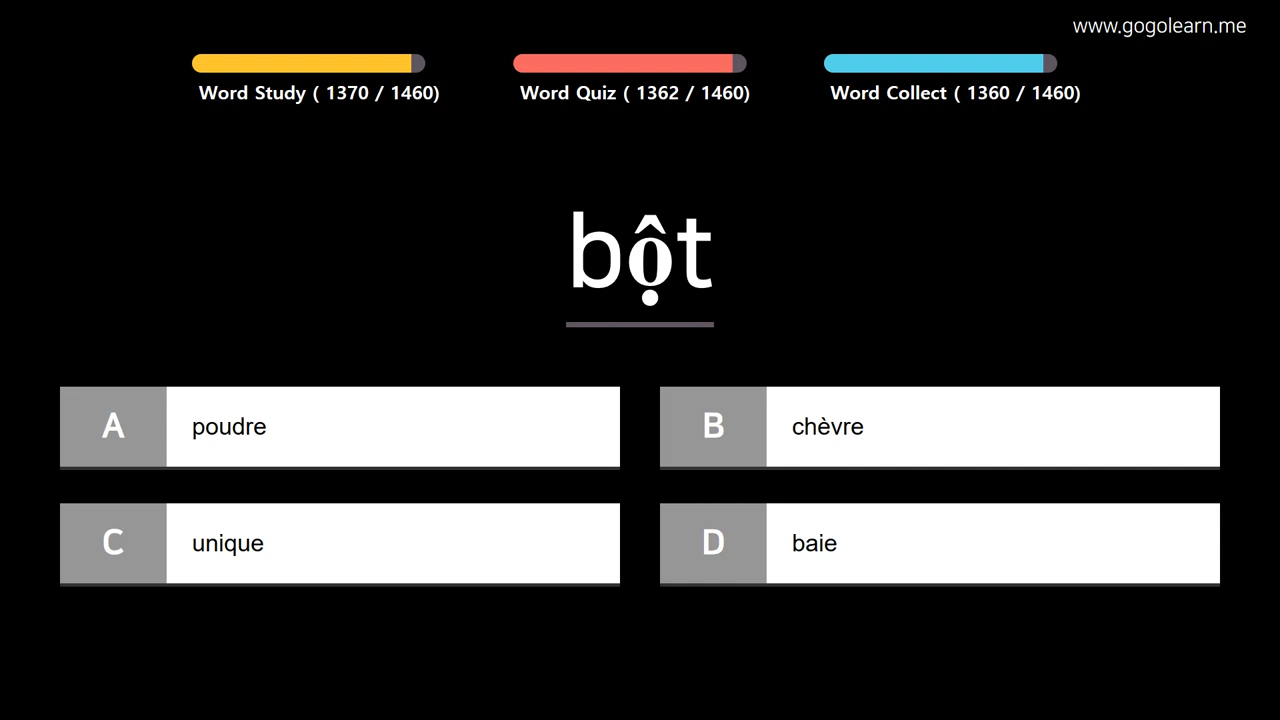 www.gogolearn.me
Word Study ( 1370 / 1460)
Word Quiz ( 1362 / 1460)
Word Collect ( 1360 / 1460)
bột
A poudre
B chèvre
C unique
D baie